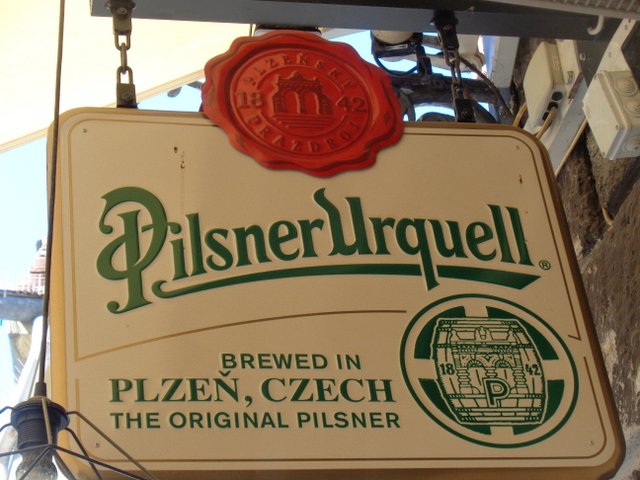 PLZEŇSKÝ
18 42
PRAZDROJ
Pilsner Urquell ®
BREWED IN
PLZEŇ, CZECH
THE ORIGINAL PILSNER
18 42
P